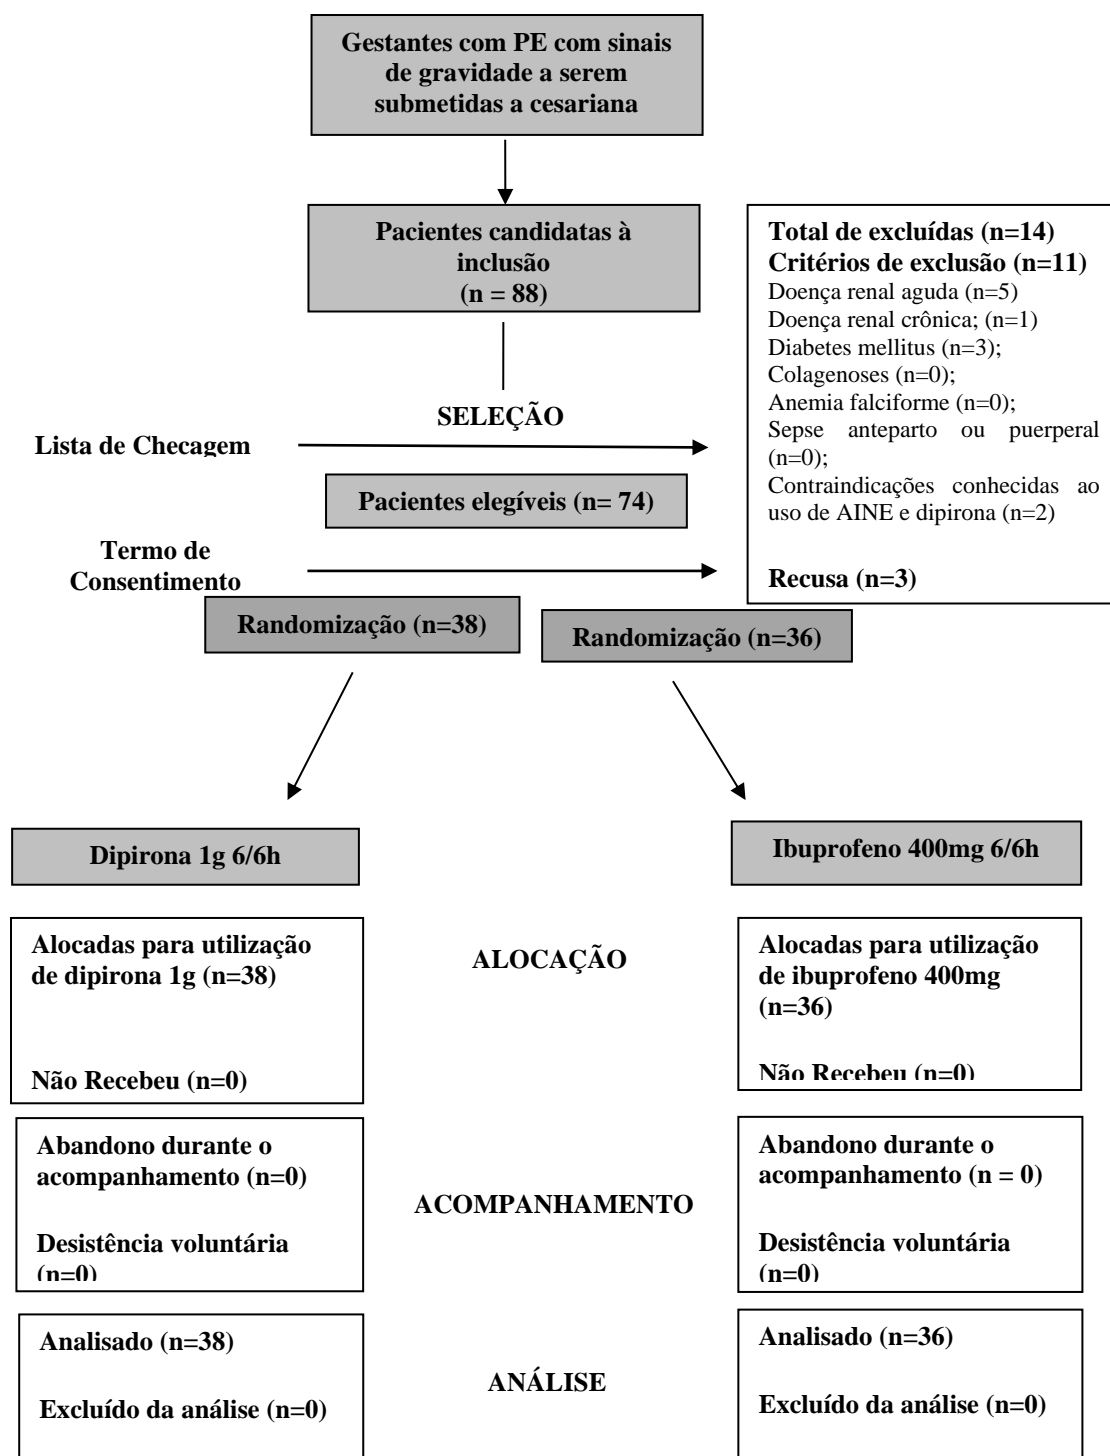 Gestantes com PE com sinais
de gravidade a serem
submetidas a cesariana
Pacientes candidatas à
inclusão
(n = 88)
Total de excluídas (n=14)
Critérios de exclusão (n=11)
Doença renal aguda (n=5)
Doença renal crônica; (n=1)
Diabetes mellitus (n=3);
Colagenoses (n=0);
Anemia falciforme (n=0);
Sepse anteparto ou puerperal
(n=0);
Contraindicações conhecidas ao
uso de AINE e dipirona (n=2)
Recusa (n=3)
SELEÇÃO
Lista de Checagem
Pacientes elegíveis (n= 74)
Termo de
Consentimento
Randomização (n=38)
Randomização (n=36)
Dipirona 1g 6/6h
Ibuprofeno 400mg 6/6h
Alocadas para utilização
de dipirona 1g (n=38)
Não Recebeu (n=0)
ALOCAÇÃO
Alocadas para utilização
de ibuprofeno 400mg
(n=36)
Não Recebeu (n=0)
Abandono durante o
acompanhamento (n=0)
Desistência voluntária
(n=0)
ACOMPANHAMENTO
Abandono durante o
acompanhamento (n = 0)
Desistência voluntária
(n=0)
Analisado (n=38)
Excluído da análise (n=0)
ANÁLISE
Analisado (n=36)
Excluído da análise (n=0)